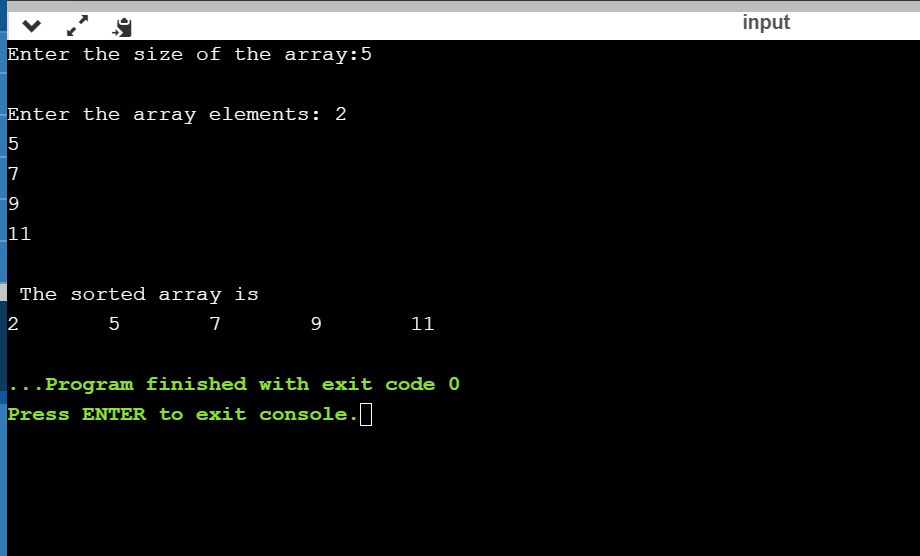 input
Enter the size of the array:5
Enter the array elements: 2
5
7
9
11
The sorted array is
2 5 7 9 11
...Program finished with exit code 0
Press ENTER to exit console.